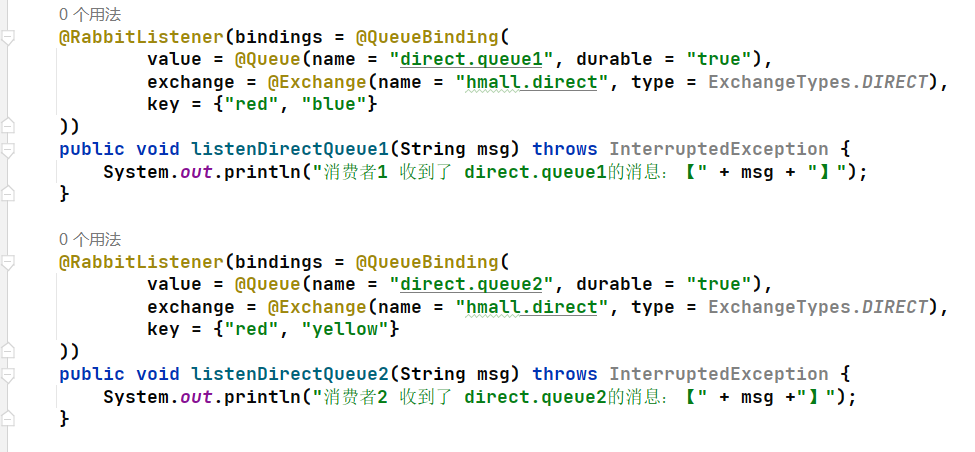 0 个用法
@RabbitListener(bindings = @QueueBinding(
        value = @Queue(name = "direct.queue1", durable = "true"),
        exchange = @Exchange(name = "hmall.direct", type = ExchangeTypes.DIRECT),
        key = {"red", "blue"}
))
public void listenDirectQueue1(String msg) throws InterruptedException {
    System.out.println("消费者1 收到了 direct.queue1的消息：【" + msg + "】");
}
0 个用法
@RabbitListener(bindings = @QueueBinding(
        value = @Queue(name = "direct.queue2", durable = "true"),
        exchange = @Exchange(name = "hmall.direct", type = ExchangeTypes.DIRECT),
        key = {"red", "yellow"}
))
public void listenDirectQueue2(String msg) throws InterruptedException {
    System.out.println("消费者2 收到了 direct.queue2的消息：【" + msg +"】");
}